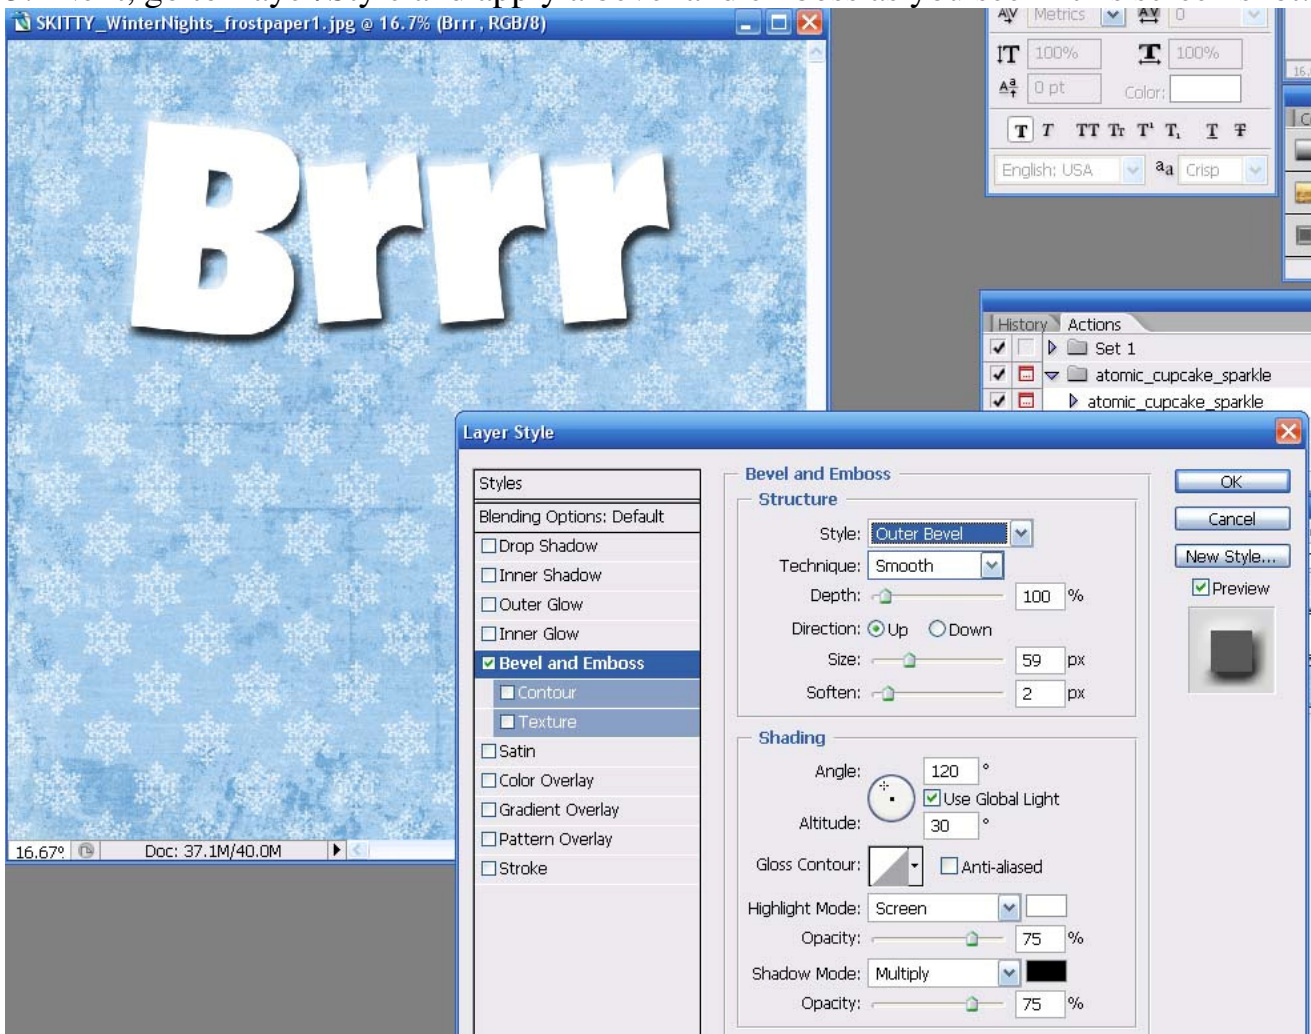 SKITTY_WinterNights_frostpaper1.jpg @ 16.7% (Brrr, RGB/8)
Brrr
16.67%
Doc: 37.1M/40.0M
Metrics
0
100%
100%
0 pt
Color:
T T TT Tr T¹ T₁ T T
English: USA
aa
Crisp
History
Actions
Set 1
atomic_cupcake_sparkle
atomic_cupcake_sparkle
Layer Style
Styles
Blending Options: Default
Drop Shadow
Inner Shadow
Outer Glow
Inner Glow
Bevel and Emboss
Contour
Texture
Satin
Color Overlay
Gradient Overlay
Pattern Overlay
Stroke
Bevel and Emboss
Structure
Style: Outer Bevel
Technique: Smooth
Depth: 100 %
Direction: Up Down
Size: 59 px
Soften: 2 px
Shading
Angle: 120 °
Use Global Light
Altitude: 30 °
Gloss Contour: Anti-aliased
Highlight Mode: Screen
Opacity: 75 %
Shadow Mode: Multiply
Opacity: 75 %
OK
Cancel
New Style...
Preview